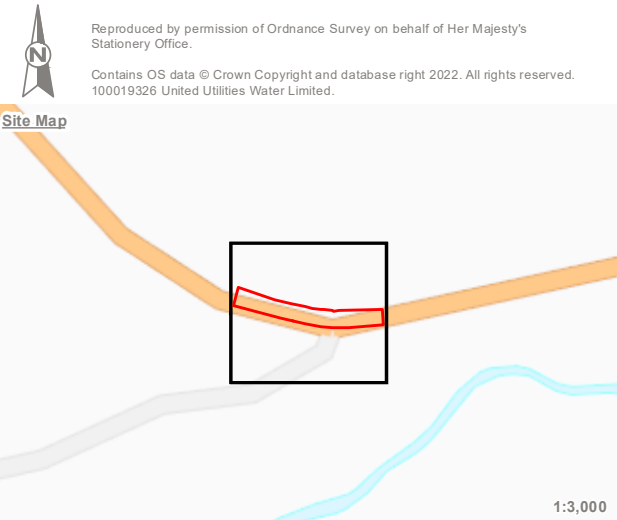 N
Reproduced by permission of Ordnance Survey on behalf of Her Majesty's
Stationery Office.
Contains OS data © Crown Copyright and database right 2022. All rights reserved.
100019326 United Utilities Water Limited.
Site Map
1:3,000